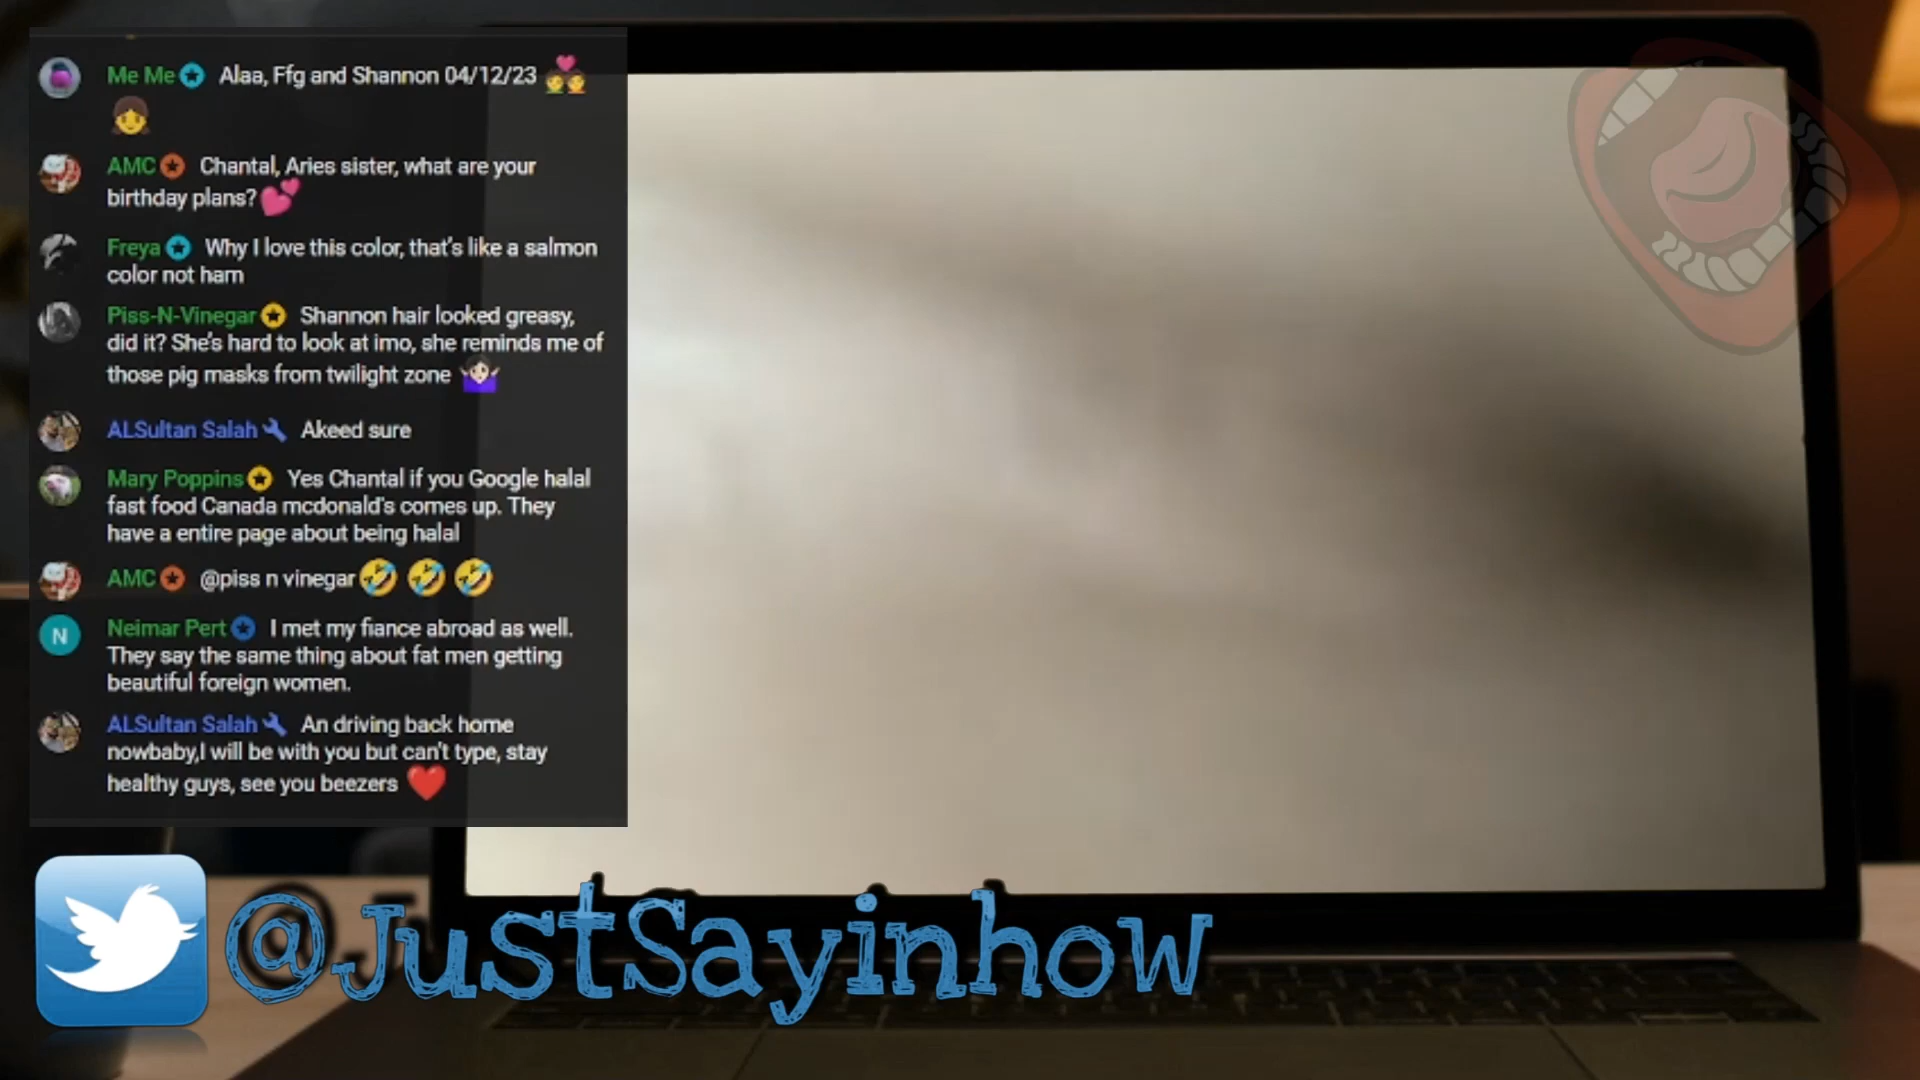 Me Me Alaa, Ffg and Shannon 04/12/23
AMC Chantal, Aries sister, what are your
birthday plans?
Freya Why I love this color, that's like a salmon
color not ham
Piss-N-Vinegar Shannon hair looked greasy,
did it? She's hard to look at imo, she reminds me of
those pig masks from twilight zone
ALSultan Salah Akeed sure
Mary Poppins Yes Chantal if you Google halal
fast food Canada mcdonald's comes up. They
have a entire page about being halal
AMC @piss n vinegar
N Neimar Pert I met my fiance abroad as well.
They say the same thing about fat men getting
beautiful foreign women.
ALSultan Salah An driving back home
nowbaby,I will be with you but can't type, stay
healthy guys, see you beezers
@JustSayinhow